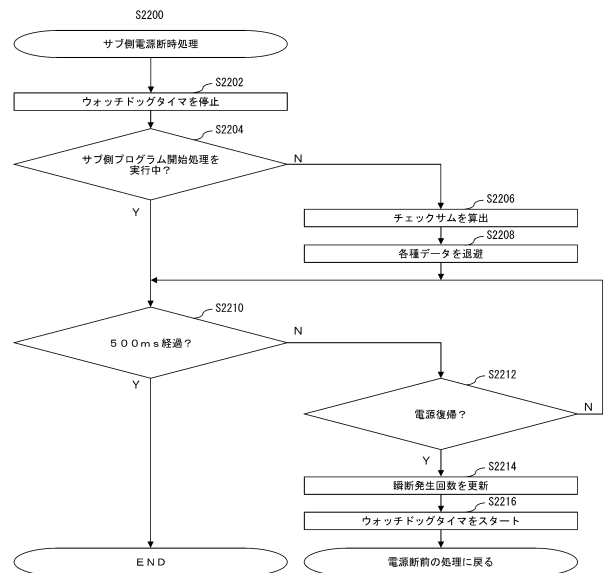 S2200
サブ側電源断時処理
S2202
ウォッチドッグタイマを停止
S2204
サブ側プログラム開始処理を
実行中？
N
Y
S2206
チェックサムを算出
S2208
各種データを退避
S2210
５００ｍｓ経過？
N
Y
S2212
電源復帰？
N
Y
S2214
瞬断発生回数を更新
S2216
ウォッチドッグタイマをスタート
ＥＮＤ
電源断前の処理に戻る